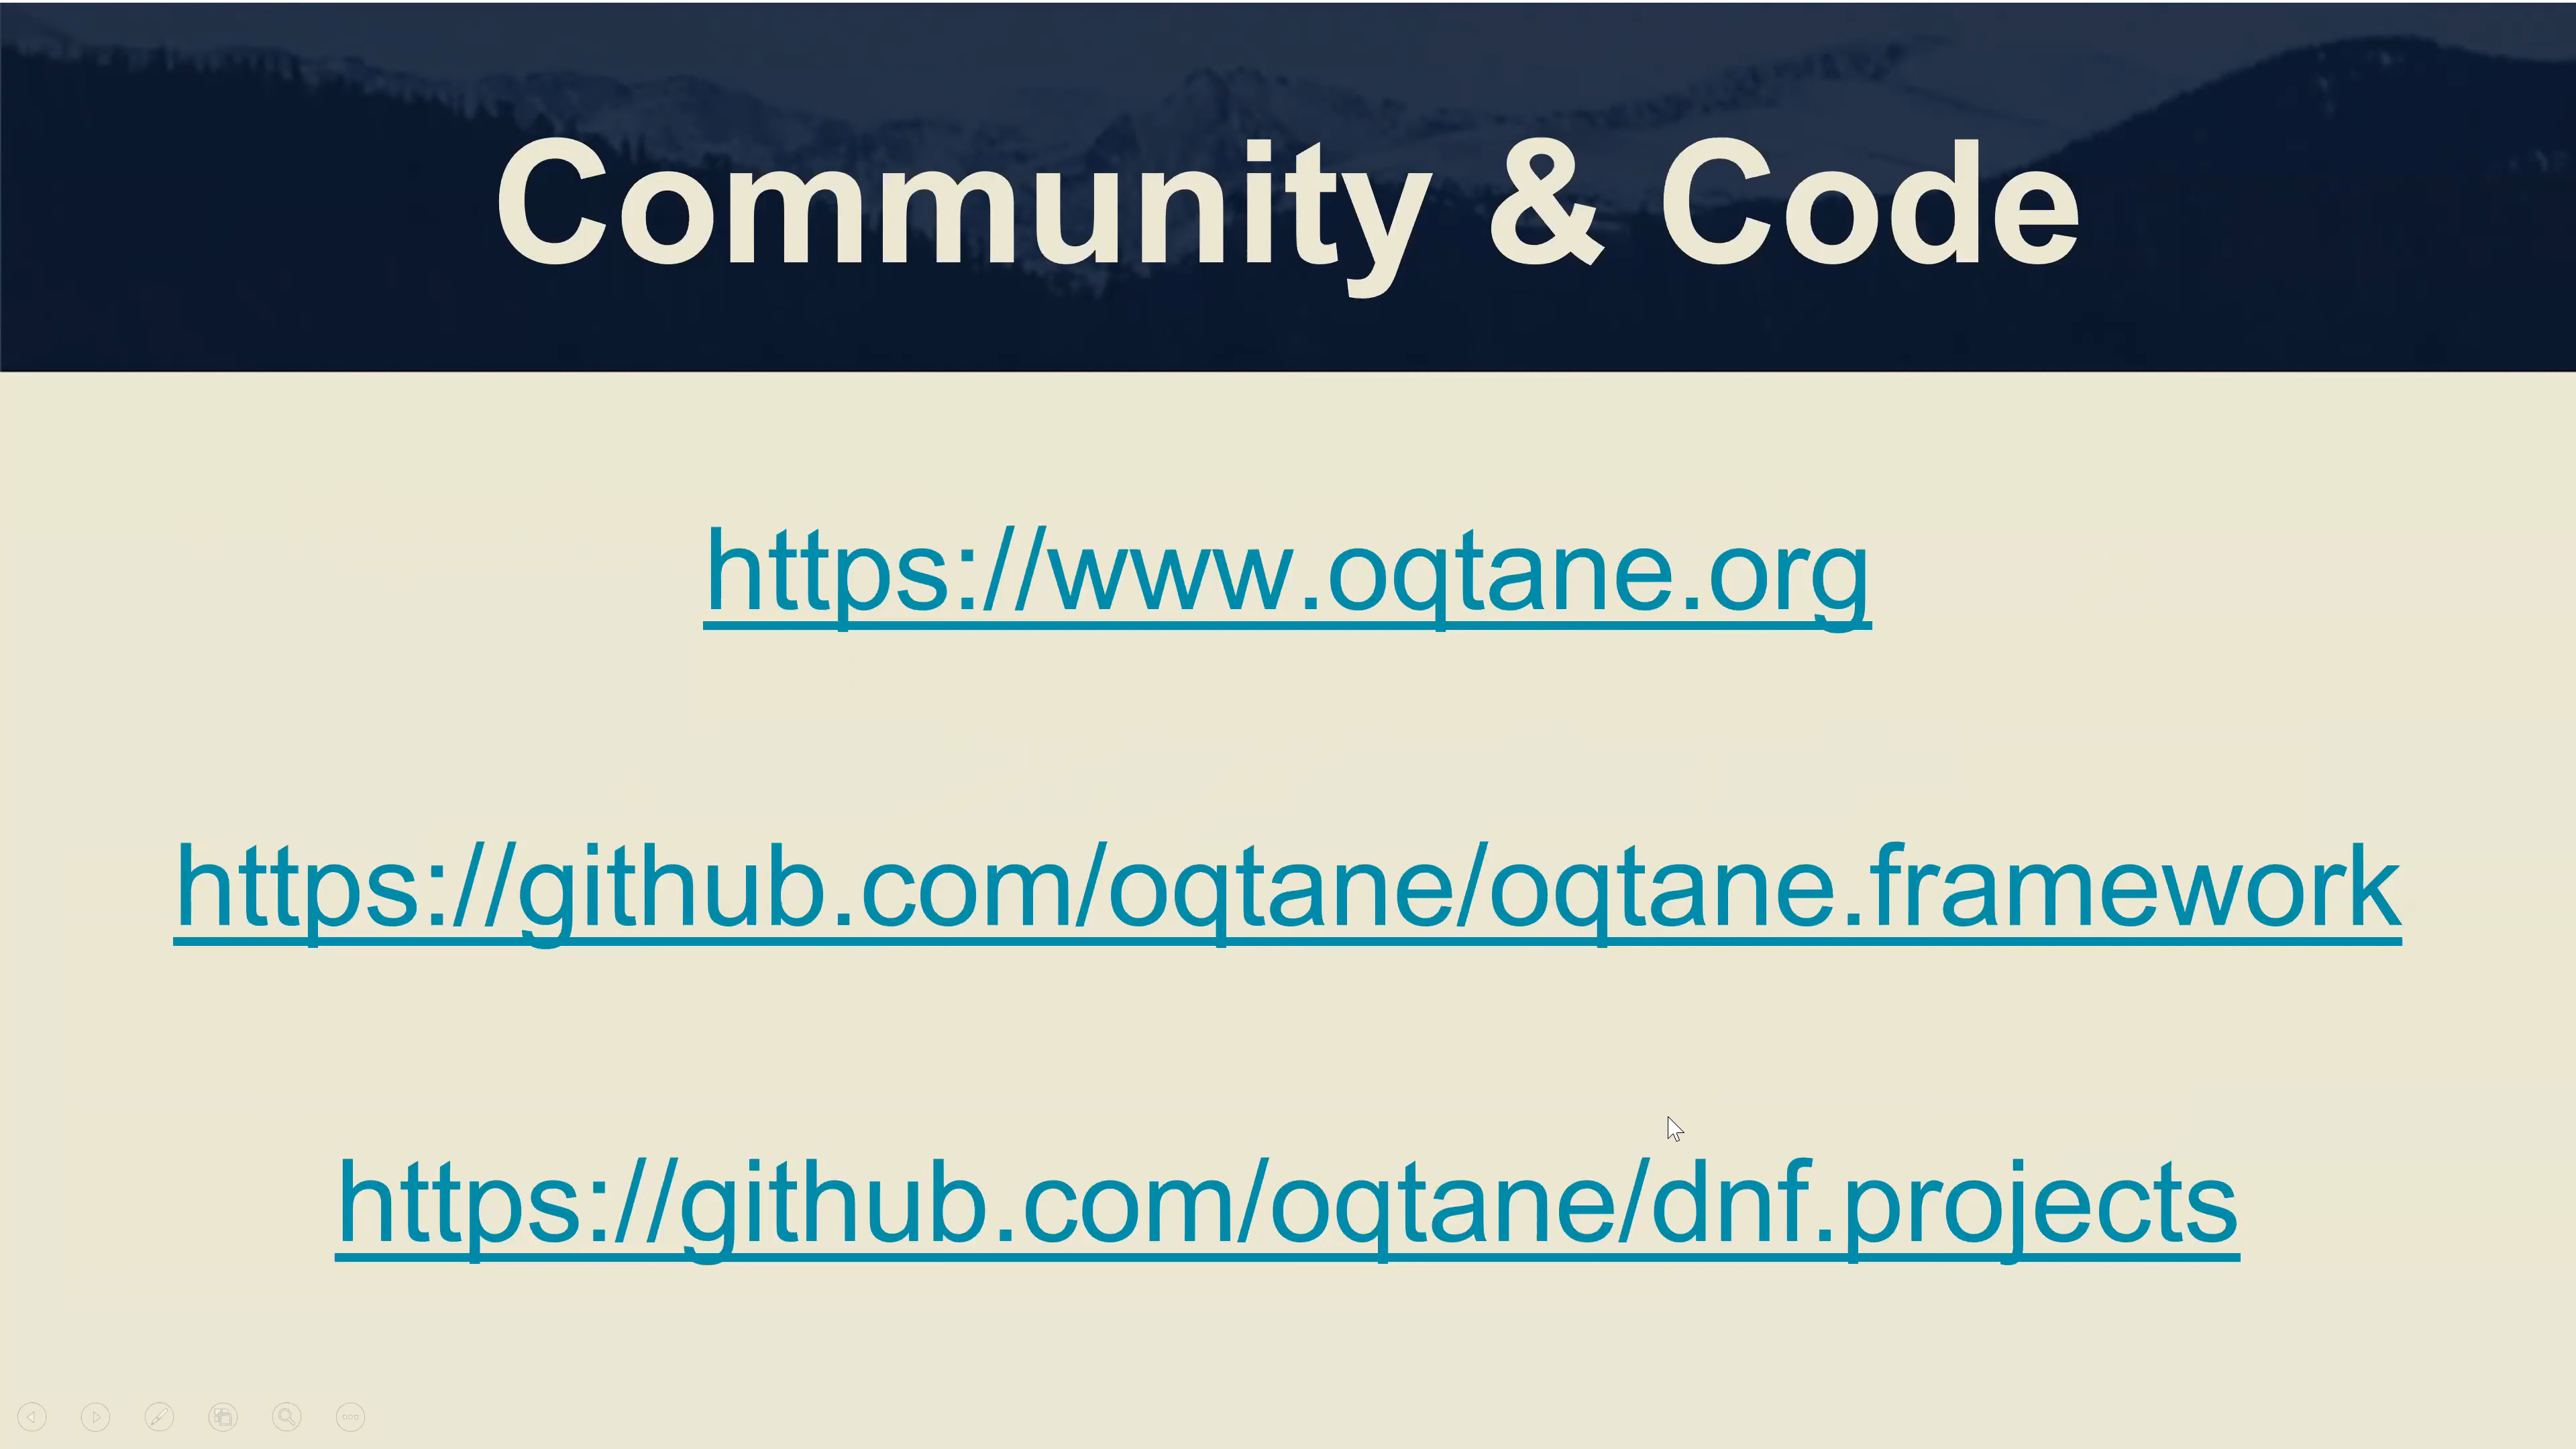 Community & Code
https://www.oqtane.org
https://github.com/oqtane/oqtane.framework
https://github.com/oqtane/dnf.projects